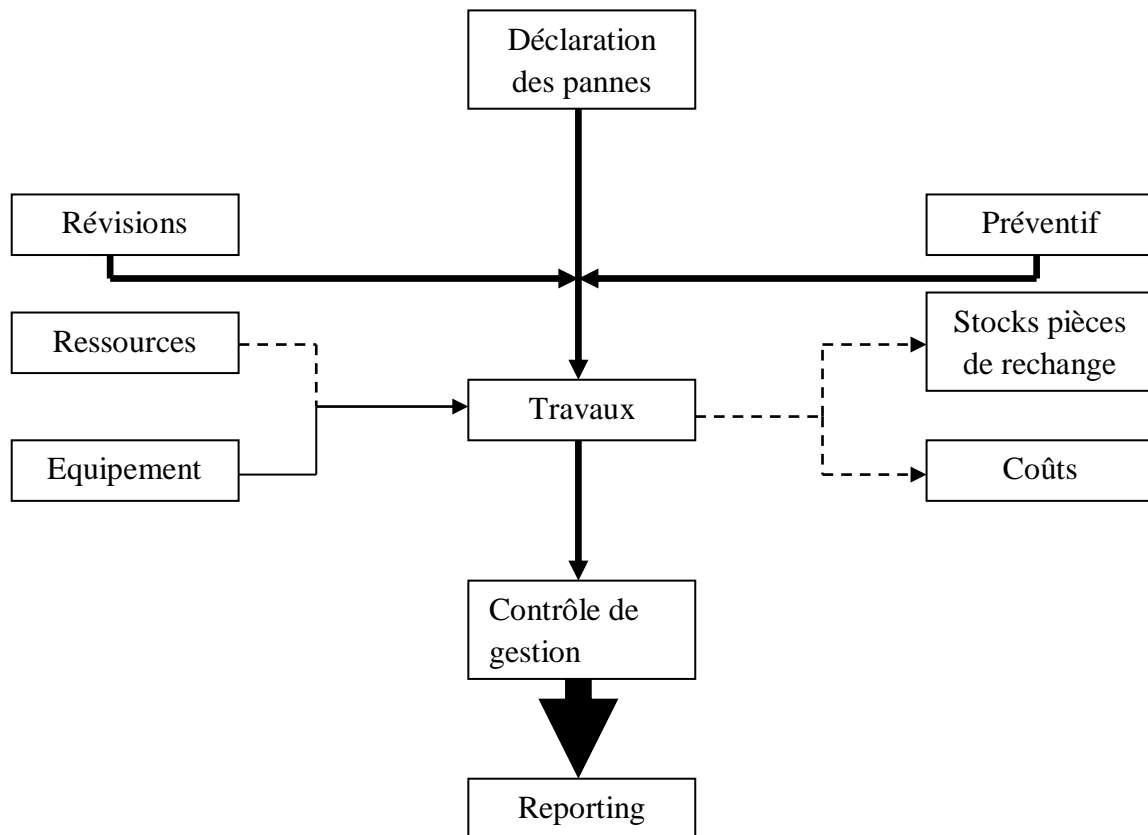 Déclaration
des pannes
Révisions
Préventif
Ressources
Stocks pièces
de rechange
Travaux
Equipement
Coûts
Contrôle de
gestion
Reporting